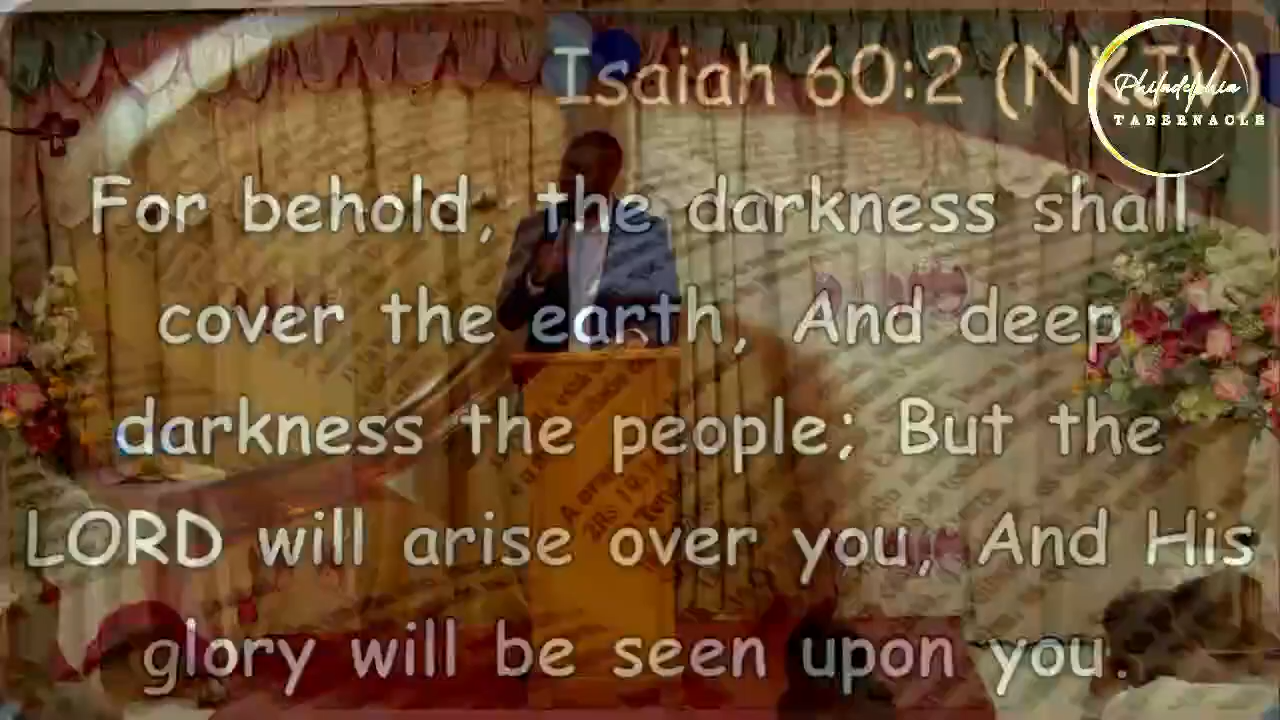 Isaiah 60:2 (NKJV)
Philadelphia
TABERNACLE
For behold, the darkness shall
cover the earth, And deep
darkness the people; But the
LORD will arise over you, And His
glory will be seen upon you.